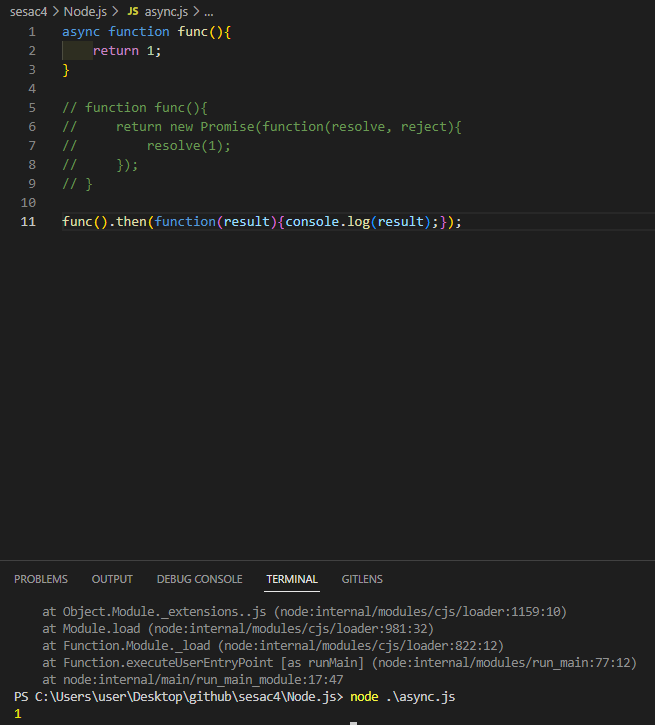 sesac4 > Node.js > JS async.js > ...
1 async function func(){
2     return 1;
3 }
4
5 // function func(){
6 //     return new Promise(function(resolve, reject){
7 //         resolve(1);
8 //     });
9 // }
10
11 func().then(function(result){console.log(result);});
PROBLEMS OUTPUT DEBUG CONSOLE TERMINAL GITLENS
    at Object.Module._extensions..js (node:internal/modules/cjs/loader:1159:10)
    at Module.load (node:internal/modules/cjs/loader:981:32)
    at Function.Module._load (node:internal/modules/cjs/loader:822:12)
    at Function.executeUserEntryPoint [as runMain] (node:internal/modules/run_main:77:12)
    at node:internal/main/run_main_module:17:47
PS C:\Users\user\Desktop\github\sesac4\Node.js> node .\async.js
1